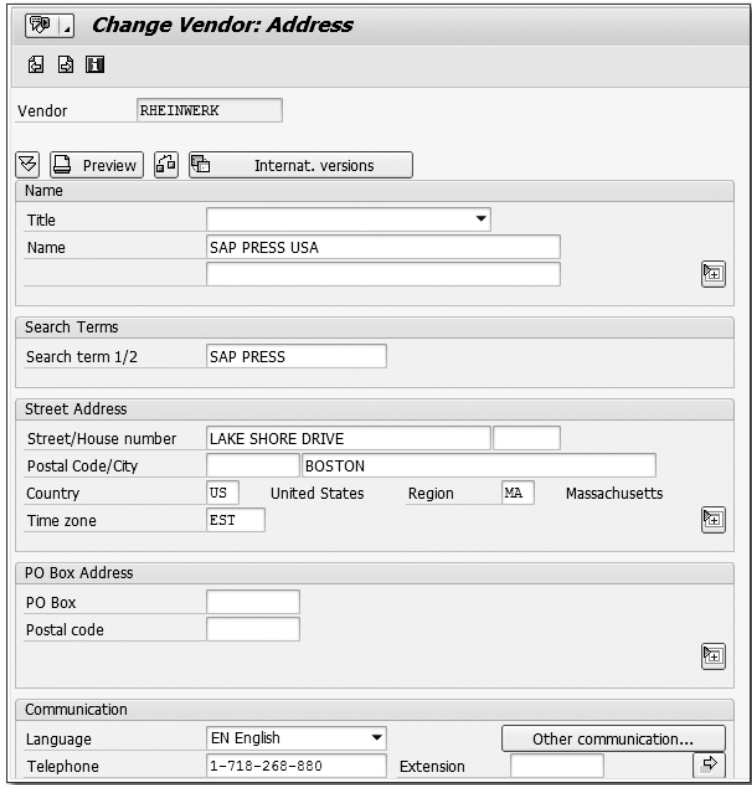 Change Vendor: Address
Vendor RHEINWERK
Preview Internat. versions
Name
Title
Name SAP PRESS USA
Search Terms
Search term 1/2 SAP PRESS
Street Address
Street/House number LAKE SHORE DRIVE
Postal Code/City BOSTON
Country US United States Region MA Massachusetts
Time zone EST
PO Box Address
PO Box
Postal code
Communication
Language EN English Other communication...
Telephone 1-718-268-880 Extension